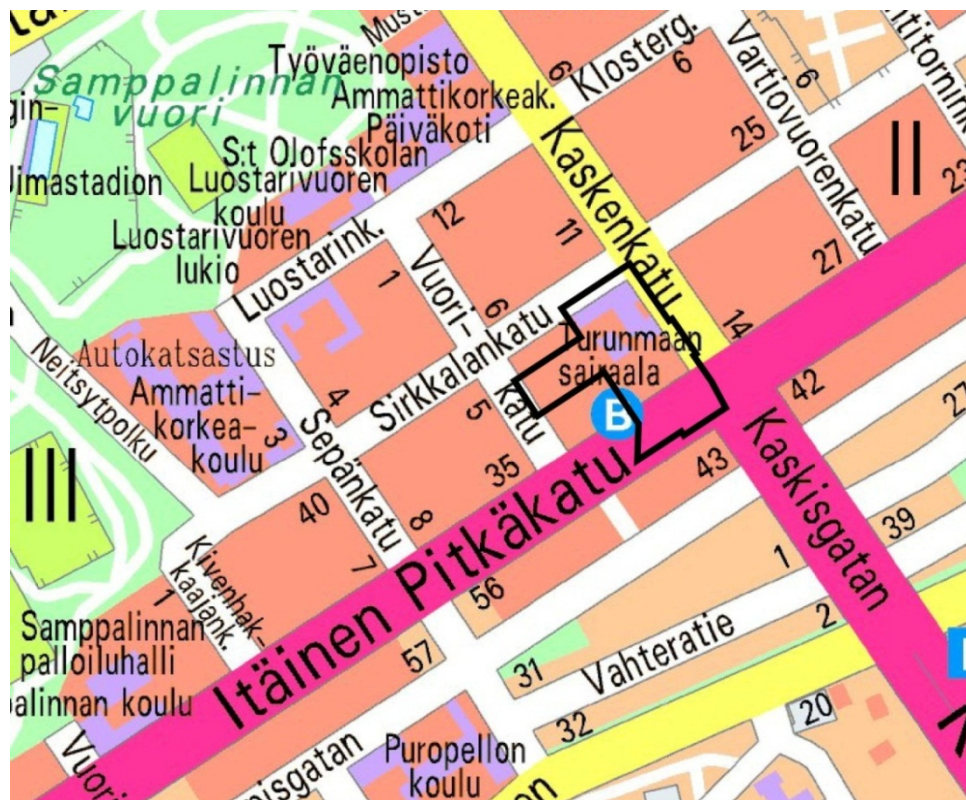 Samppalinnan
vuori
Työväenopisto
Ammattikorkeak.
Päiväkoti
S:t Olofsskolan
Luostarivuoren
koulu
Luostarivuoren
lukio
Klosterg.
6
6
6
25
Vartiovuorenkatu
II
23
Kaskenkatu
12
11
Luostarink.
1
Vuori-
katu
6
27
14
Sirkkalankatu
Turunmaan
sairaala
B
Neitsytpolku
Autokatsastus
Ammatti-
korkea-
koulu
3
4
Sepänkatu
5
35
8
III
40
7
42
27
43
Kaskisgatan
39
1
2
Itäinen Pitkäkatu
56
57
Kivenhak-
kaajank.
1
Samppalinnan
palloiluhalli
31
Vahteratie
32
20
Puropellon
koulu